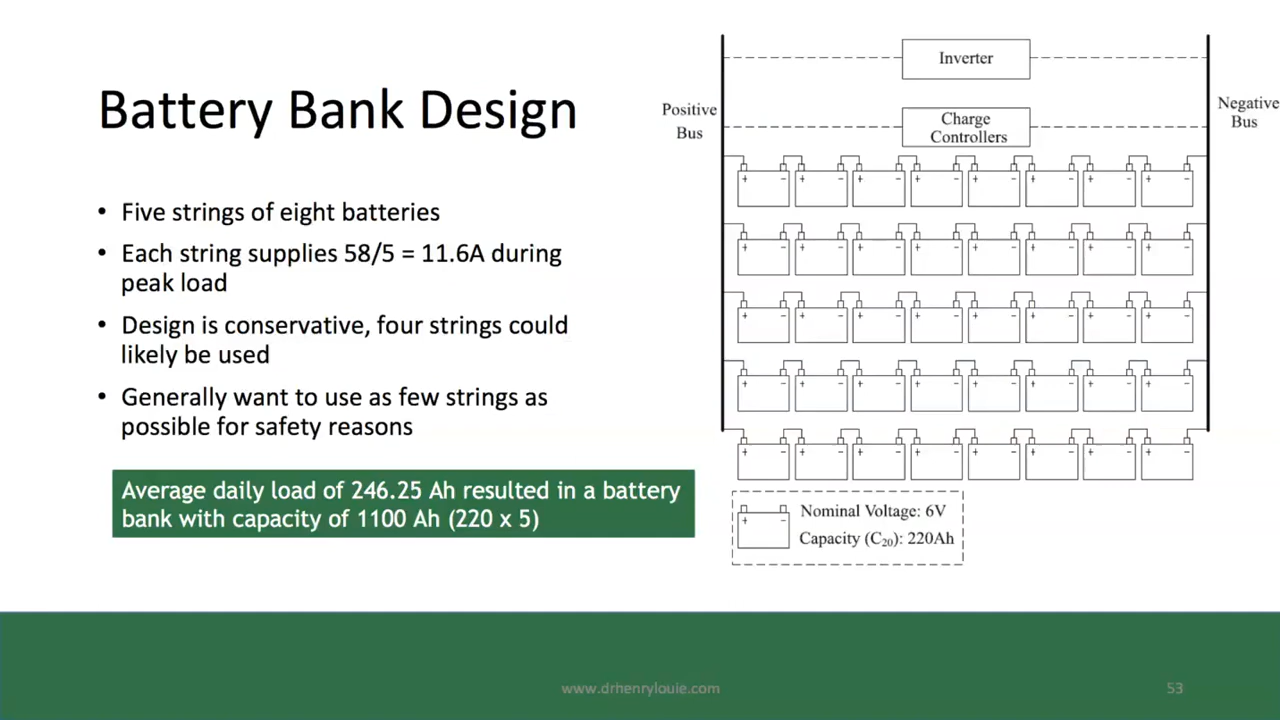 Battery Bank Design
• Five strings of eight batteries
• Each string supplies 58/5 = 11.6A during
peak load
• Design is conservative, four strings could
likely be used
• Generally want to use as few strings as
possible for safety reasons
Average daily load of 246.25 Ah resulted in a battery
bank with capacity of 1100 Ah (220 x 5)
Inverter
Positive
Bus
Charge
Controllers
Negative
Bus
+ − + − + − + − + − + − + − + −
+ − + − + − + − + − + − + − + −
+ − + − + − + − + − + − + − + −
+ − + − + − + − + − + − + − + −
+ − + − + − + − + − + − + − + −
+ −
Nominal Voltage: 6V
Capacity (C₂₀): 220Ah
www.drhenrylouie.com
53